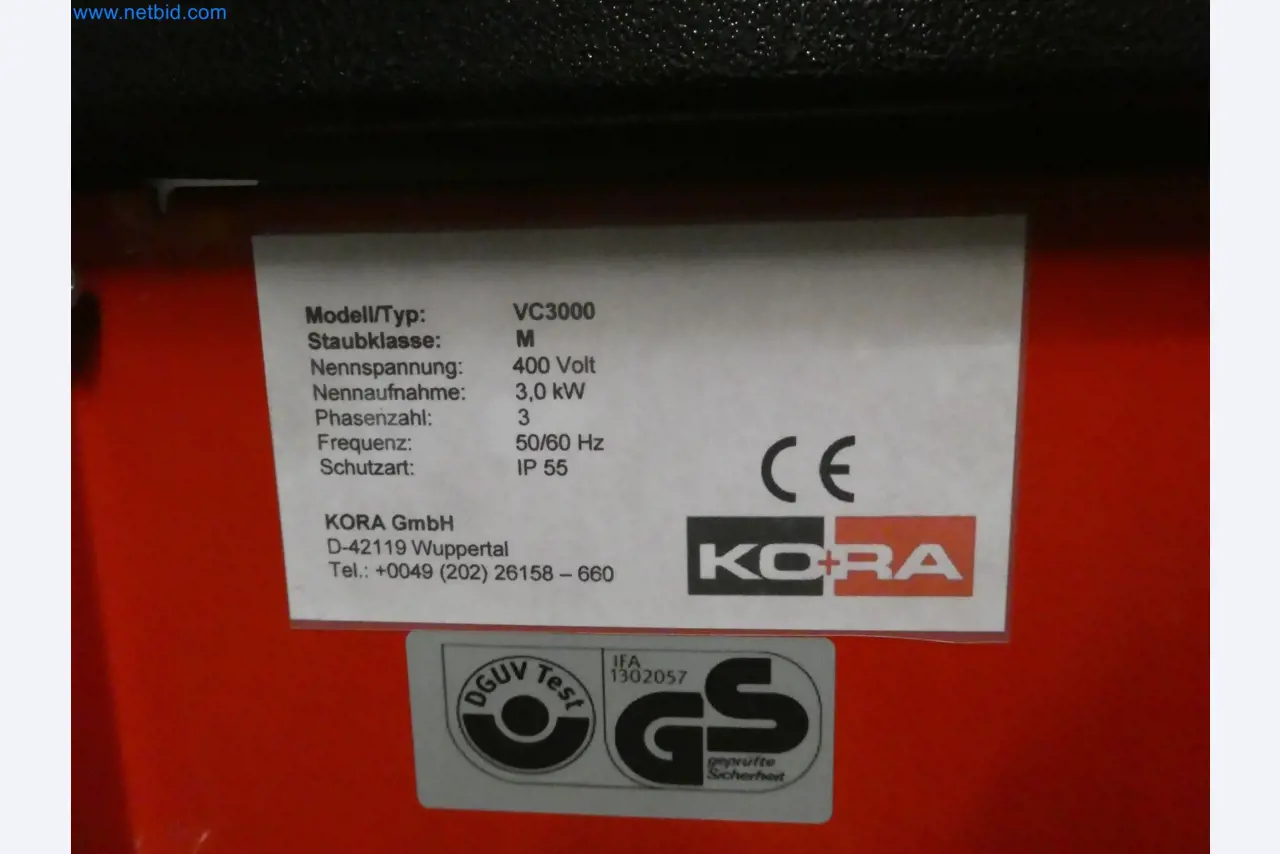 www.netbid.com
Modell/Typ: VC3000
Staubklasse: M
Nennspannung: 400 Volt
Nennaufnahme: 3,0 kW
Phasenzahl: 3
Frequenz: 50/60 Hz
Schutzart: IP 55
CE
KORA GmbH
D-42119 Wuppertal
Tel.: +0049 (202) 26158 – 660
KO+RA
DGUV Test
IFA
1302057
GS
geprüfte
Sicherheit